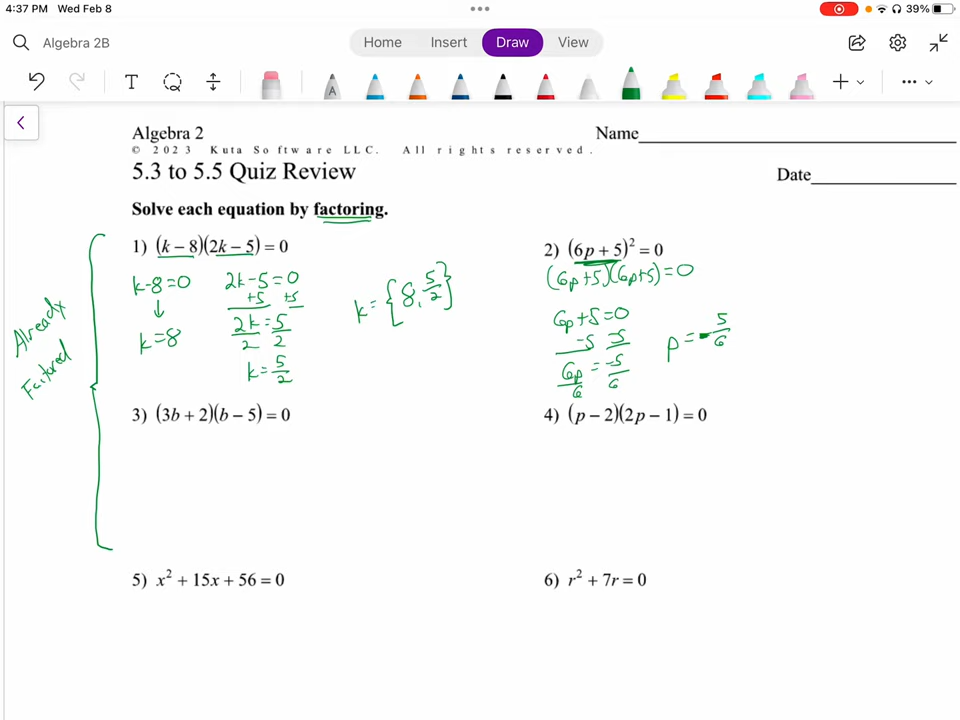 4:37 PM Wed Feb 8
39%
Algebra 2B
Home Insert Draw View
T
A
Algebra 2
© 2023 Kuta Software LLC. All rights reserved.
Name
5.3 to 5.5 Quiz Review
Date
Solve each equation by factoring.
1) (k − 8)(2k − 5) = 0
k-8=0
k=8
2k-5=0
+5 +5
2k = 5
2 2
k = 5/2
k = {8, 5/2}
2) (6p + 5)² = 0
(6p+5)(6p+5)=0
6p+5=0
-5 -5
6p = -5
6 6
p = -5/6
Already
Factored
3) (3b + 2)(b − 5) = 0
4) (p − 2)(2p − 1) = 0
5) x² + 15x + 56 = 0
6) r² + 7r = 0